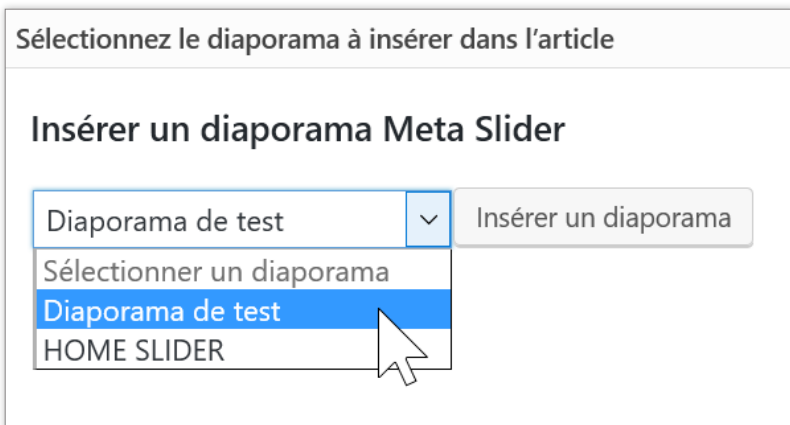 Sélectionnez le diaporama à insérer dans l’article
Insérer un diaporama Meta Slider
Diaporama de test Insérer un diaporama
Sélectionner un diaporama
Diaporama de test
HOME SLIDER